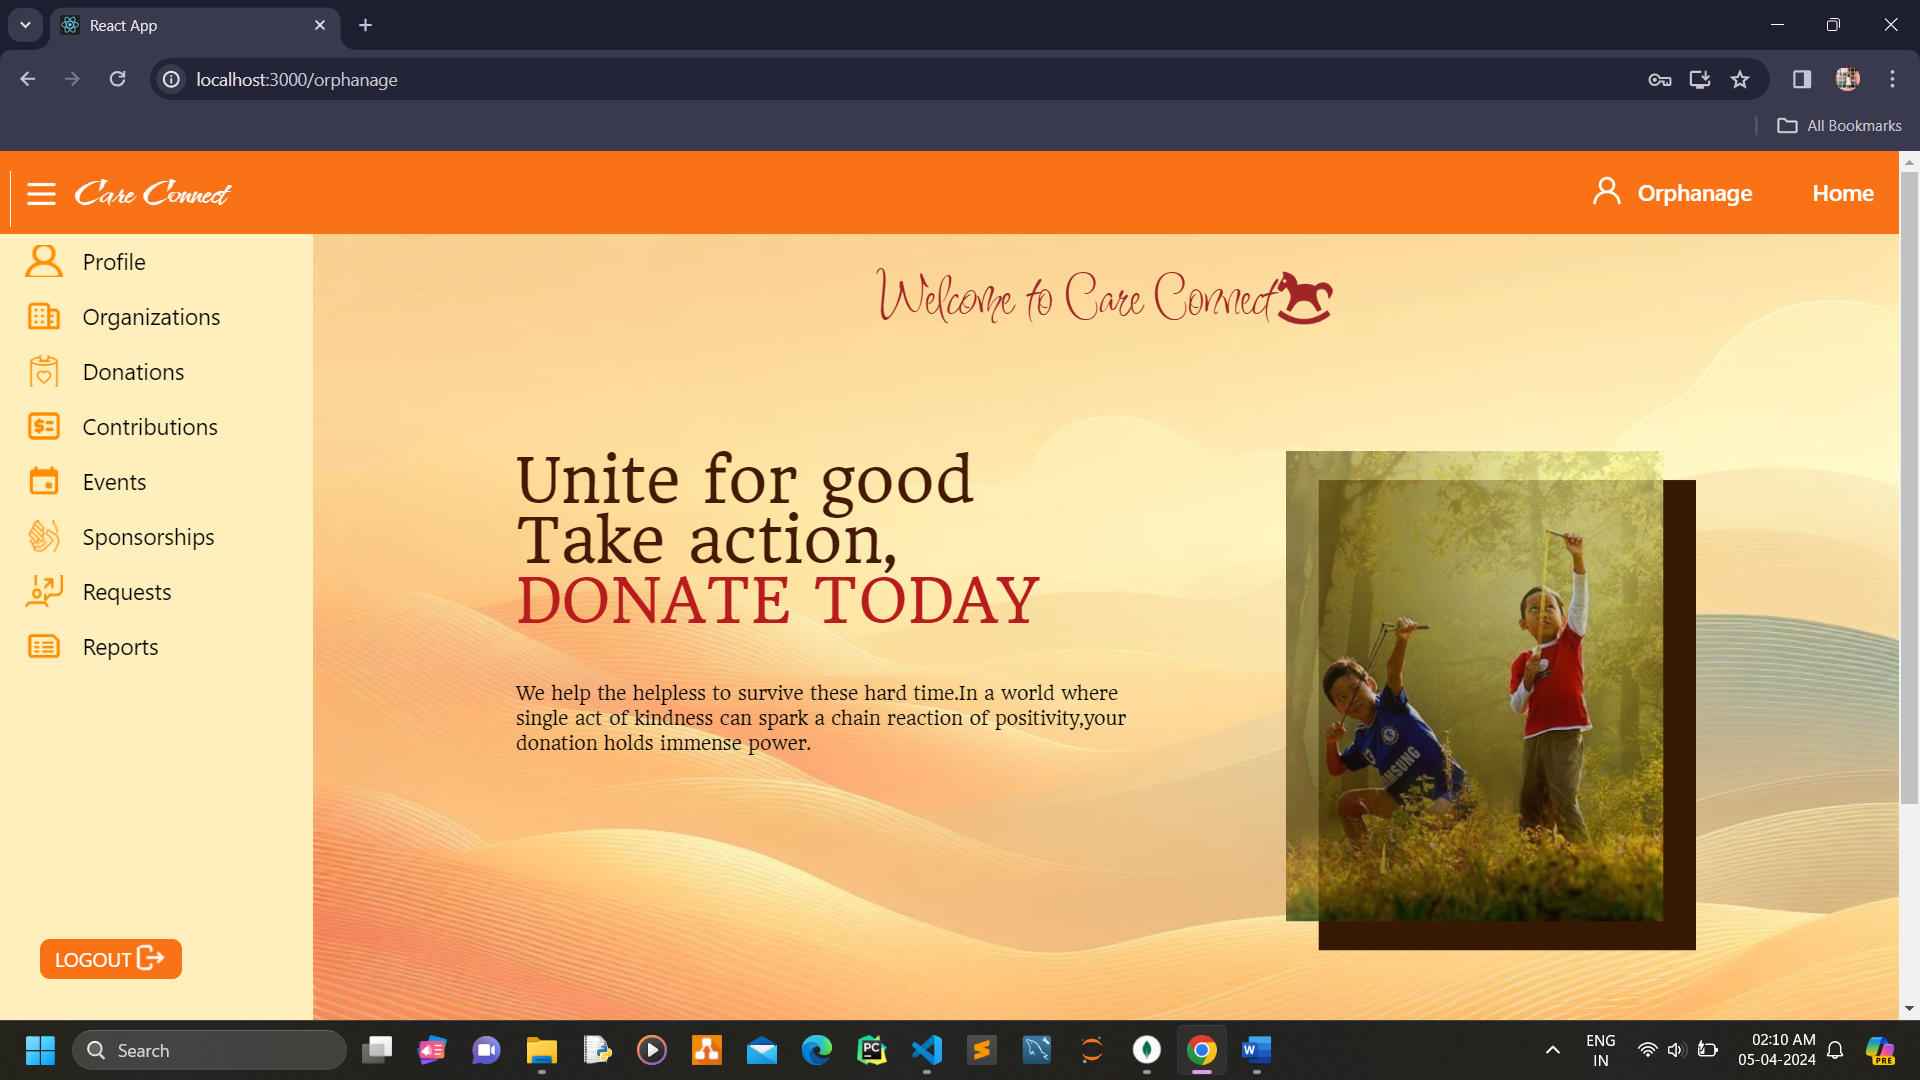 React App
localhost:3000/orphanage
All Bookmarks
Care Connect
Orphanage
Home
Profile
Organizations
Donations
Contributions
Events
Sponsorships
Requests
Reports
LOGOUT
Welcome to Care Connect
Unite for good
Take action,
DONATE TODAY
We help the helpless to survive these hard time.In a world where
single act of kindness can spark a chain reaction of positivity,your
donation holds immense power.
SAMSUNG
Search
PC
W
ENG
IN
02:10 AM
05-04-2024
PRE